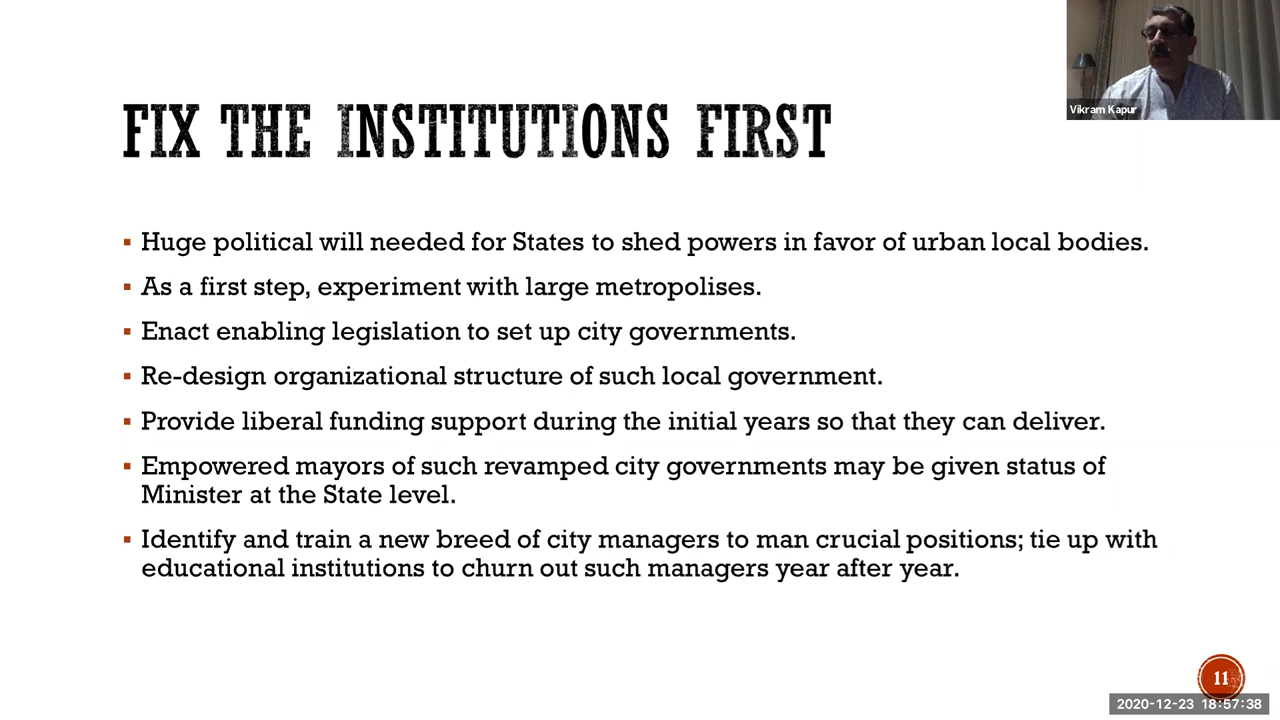 Vikram Kapur
FIX THE INSTITUTIONS FIRST
▪ Huge political will needed for States to shed powers in favor of urban local bodies.
▪ As a first step, experiment with large metropolises.
▪ Enact enabling legislation to set up city governments.
▪ Re-design organizational structure of such local government.
▪ Provide liberal funding support during the initial years so that they can deliver.
▪ Empowered mayors of such revamped city governments may be given status of
Minister at the State level.
▪ Identify and train a new breed of city managers to man crucial positions; tie up with
educational institutions to churn out such managers year after year.
11
2020-12-23 18:57:38